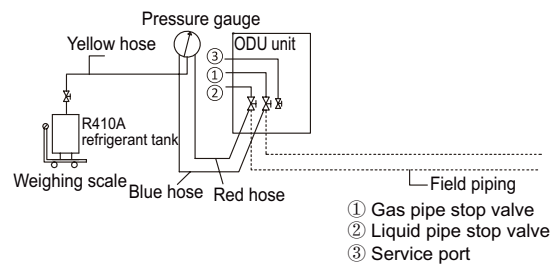 Pressure gauge
Yellow hose
ODU unit
③
①
②
R410A
refrigerant tank
Weighing scale
Blue hose
Red hose
Field piping
① Gas pipe stop valve
② Liquid pipe stop valve
③ Service port